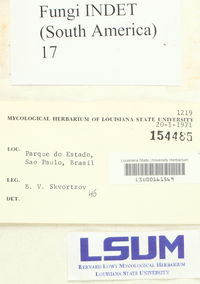 Fungi INDET
(South America)
17
1219
MYCOLOGICAL HERBARIUM OF LOUISIANA STATE UNIVERSITY
20-1-1971
154485
LOC. Parque do Estado,
Sao Paulo, Brasil
Louisiana State University Herbarium
LEG.
B. V. Skvortzov
DET.
LSUM
BERNARD LOWY MYCOLOGICAL HERBARIUM
LOUISIANA STATE UNIVERSITY